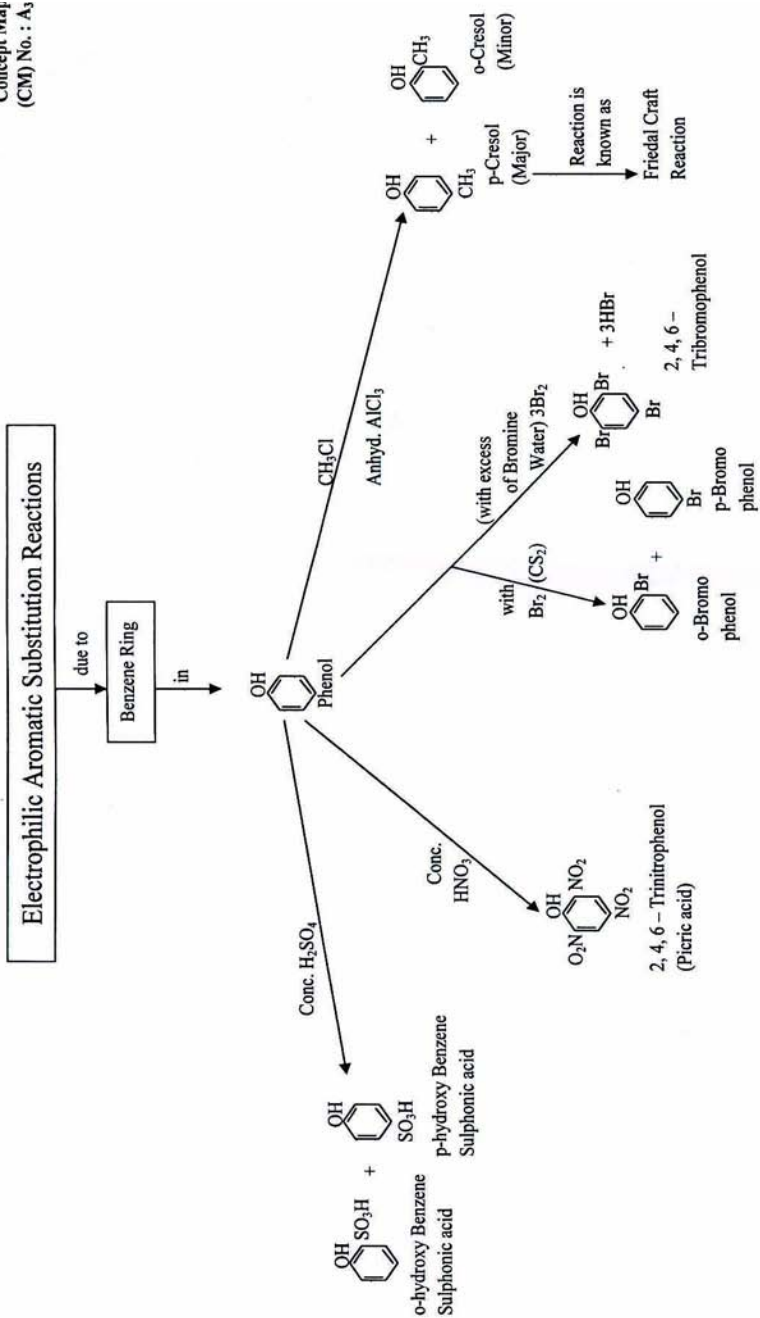 Concept Map
(CM) No. : A3
Electrophilic Aromatic Substitution Reactions
due to
Benzene Ring
in
OH
Phenol
Conc. H2SO4
OH
SO3H
o-hydroxy Benzene
Sulphonic acid
+
OH
SO3H
p-hydroxy Benzene
Sulphonic acid
Conc.
HNO3
OH
O2N
NO2
NO2
2, 4, 6 – Trinitrophenol
(Picric acid)
with
Br2 (CS2)
OH
Br
o-Bromo
phenol
+
OH
Br
p-Bromo
phenol
(with excess
of Bromine
Water) 3Br2
OH
Br
Br
Br
+ 3HBr
2, 4, 6 –
Tribromophenol
CH3Cl
Anhyd. AlCl3
OH
CH3
p-Cresol
(Major)
+
OH
CH3
o-Cresol
(Minor)
Reaction is
known as
Friedal Craft
Reaction